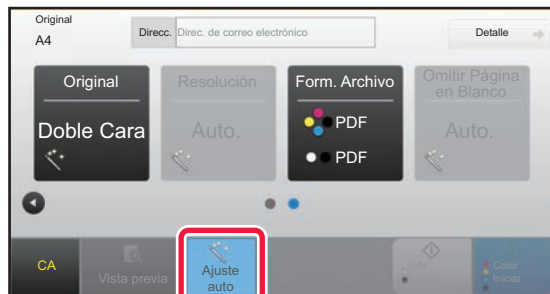 Original
A4
Direcc.
Direc. de correo electrónico
Detalle
Original
Doble Cara
Resolución
Auto.
Form. Archivo
PDF
PDF
Omitir Página
en Blanco
Auto.
CA
Vista previa
Ajuste
auto
B/N
Iniciar
Color
Iniciar